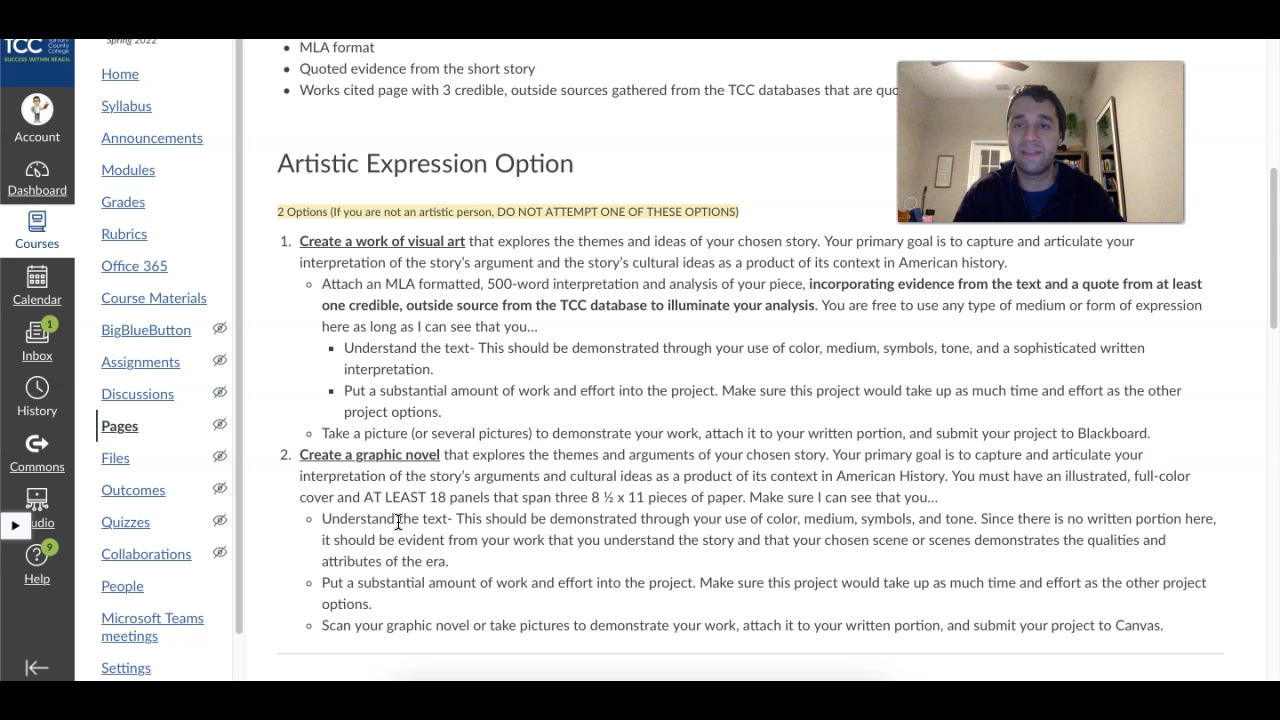 TCC
County
College
SUCCESS WITHIN REACH.
Account
Dashboard
Courses
Calendar
1
Inbox
History
Commons
udio
9
Help
Spring 2022
Home
Syllabus
Announcements
Modules
Grades
Rubrics
Office 365
Course Materials
BigBlueButton
Assignments
Discussions
Pages
Files
Outcomes
Quizzes
Collaborations
People
Microsoft Teams
meetings
Settings
• MLA format
• Quoted evidence from the short story
• Works cited page with 3 credible, outside sources gathered from the TCC databases that are quo
Artistic Expression Option
2 Options (If you are not an artistic person, DO NOT ATTEMPT ONE OF THESE OPTIONS)
1. Create a work of visual art that explores the themes and ideas of your chosen story. Your primary goal is to capture and articulate your
interpretation of the story's argument and the story's cultural ideas as a product of its context in American history.
◦ Attach an MLA formatted, 500-word interpretation and analysis of your piece, incorporating evidence from the text and a quote from at least
one credible, outside source from the TCC database to illuminate your analysis. You are free to use any type of medium or form of expression
here as long as I can see that you...
▪ Understand the text- This should be demonstrated through your use of color, medium, symbols, tone, and a sophisticated written
interpretation.
▪ Put a substantial amount of work and effort into the project. Make sure this project would take up as much time and effort as the other
project options.
◦ Take a picture (or several pictures) to demonstrate your work, attach it to your written portion, and submit your project to Blackboard.
2. Create a graphic novel that explores the themes and arguments of your chosen story. Your primary goal is to capture and articulate your
interpretation of the story's arguments and cultural ideas as a product of its context in American History. You must have an illustrated, full-color
cover and AT LEAST 18 panels that span three 8 ½ x 11 pieces of paper. Make sure I can see that you...
◦ Understand the text- This should be demonstrated through your use of color, medium, symbols, and tone. Since there is no written portion here,
it should be evident from your work that you understand the story and that your chosen scene or scenes demonstrates the qualities and
attributes of the era.
◦ Put a substantial amount of work and effort into the project. Make sure this project would take up as much time and effort as the other project
options.
◦ Scan your graphic novel or take pictures to demonstrate your work, attach it to your written portion, and submit your project to Canvas.